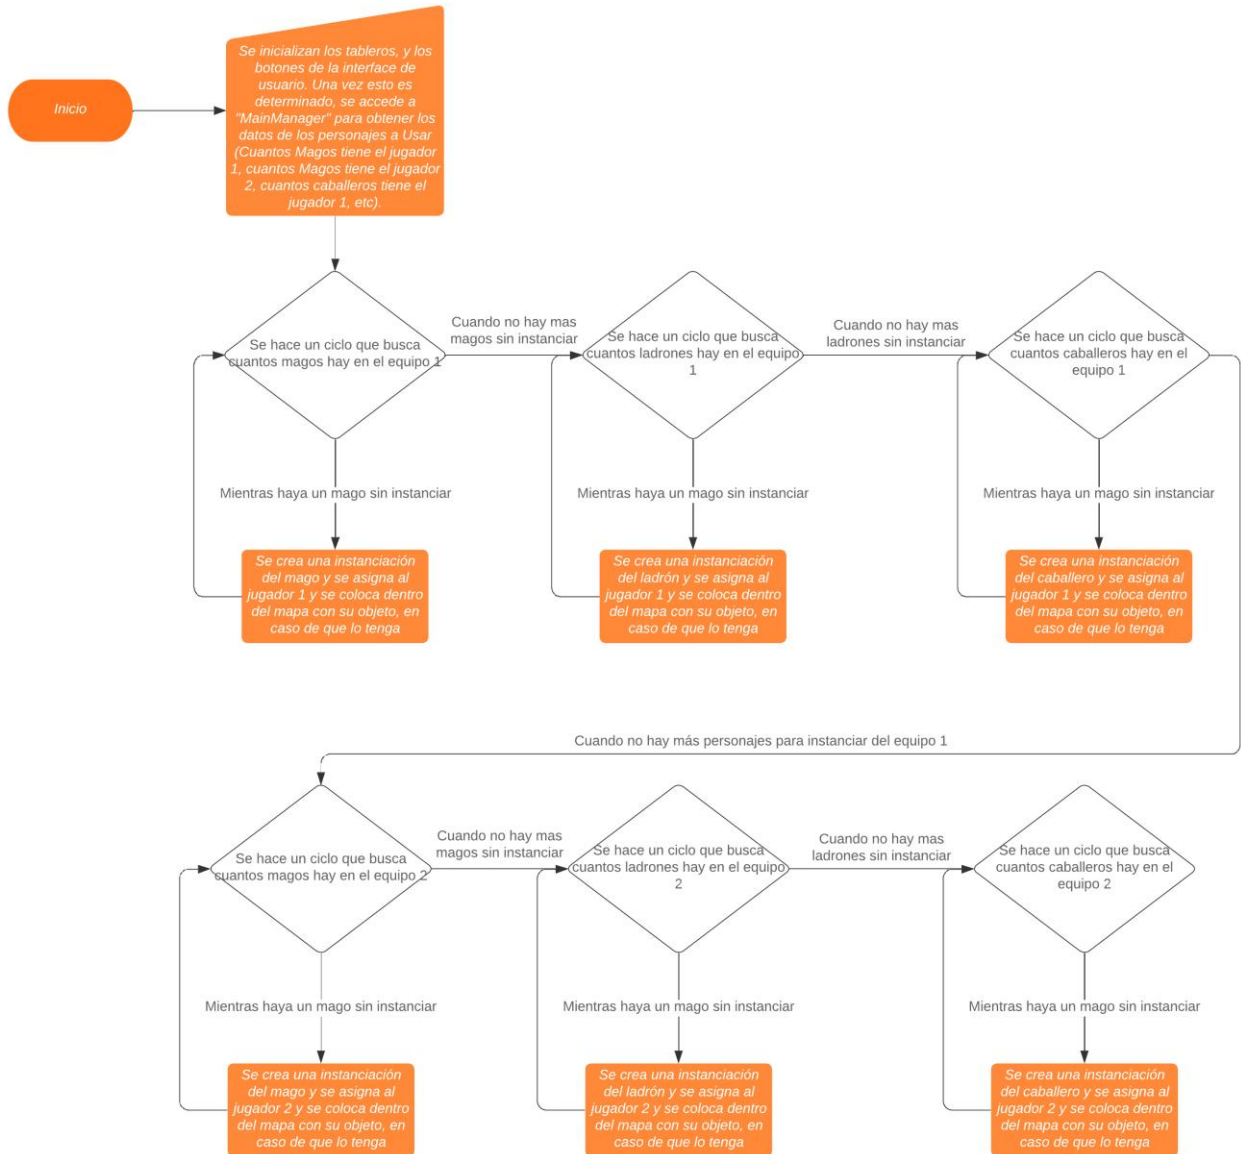 Inicio
Se inicializan los tableros, y los
botones de la interface de
usuario. Una vez esto es
determinado, se accede a
"MainManager" para obtener los
datos de los personajes a Usar
(Cuantos Magos tiene el jugador
1, cuantos Magos tiene el jugador
2, cuantos caballeros tiene el
jugador 1, etc).
Se hace un ciclo que busca
cuantos magos hay en el equipo 1
Cuando no hay mas
magos sin instanciar
Se hace un ciclo que busca
cuantos ladrones hay en el equipo
1
Cuando no hay mas
ladrones sin instanciar
Se hace un ciclo que busca
cuantos caballeros hay en el
equipo 1
Mientras haya un mago sin instanciar
Mientras haya un mago sin instanciar
Mientras haya un mago sin instanciar
Se crea una instanciación
del mago y se asigna al
jugador 1 y se coloca dentro
del mapa con su objeto, en
caso de que lo tenga
Se crea una instanciación
del ladrón y se asigna al
jugador 1 y se coloca dentro
del mapa con su objeto, en
caso de que lo tenga
Se crea una instanciación
del caballero y se asigna al
jugador 1 y se coloca dentro
del mapa con su objeto, en
caso de que lo tenga
Cuando no hay más personajes para instanciar del equipo 1
Se hace un ciclo que busca
cuantos magos hay en el equipo 2
Cuando no hay mas
magos sin instanciar
Se hace un ciclo que busca
cuantos ladrones hay en el equipo
2
Cuando no hay mas
ladrones sin instanciar
Se hace un ciclo que busca
cuantos caballeros hay en el
equipo 2
Mientras haya un mago sin instanciar
Mientras haya un mago sin instanciar
Mientras haya un mago sin instanciar
Se crea una instanciación
del mago y se asigna al
jugador 2 y se coloca dentro
del mapa con su objeto, en
caso de que lo tenga
Se crea una instanciación
del ladrón y se asigna al
jugador 2 y se coloca dentro
del mapa con su objeto, en
caso de que lo tenga
Se crea una instanciación
del caballero y se asigna al
jugador 2 y se coloca dentro
del mapa con su objeto, en
caso de que lo tenga